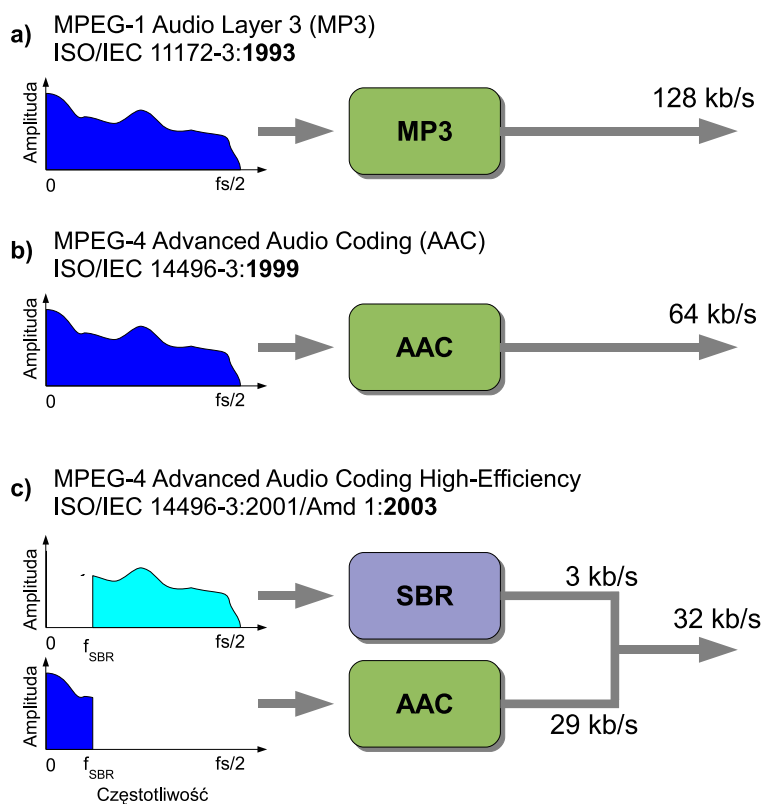 a) MPEG-1 Audio Layer 3 (MP3)
ISO/IEC 11172-3:1993
Amplituda
0
fs/2
MP3
128 kb/s
b) MPEG-4 Advanced Audio Coding (AAC)
ISO/IEC 14496-3:1999
Amplituda
0
fs/2
AAC
64 kb/s
c) MPEG-4 Advanced Audio Coding High-Efficiency
ISO/IEC 14496-3:2001/Amd 1:2003
Amplituda
0
fSBR
fs/2
SBR
3 kb/s
32 kb/s
Amplituda
0
fSBR
fs/2
AAC
29 kb/s
Częstotliwość